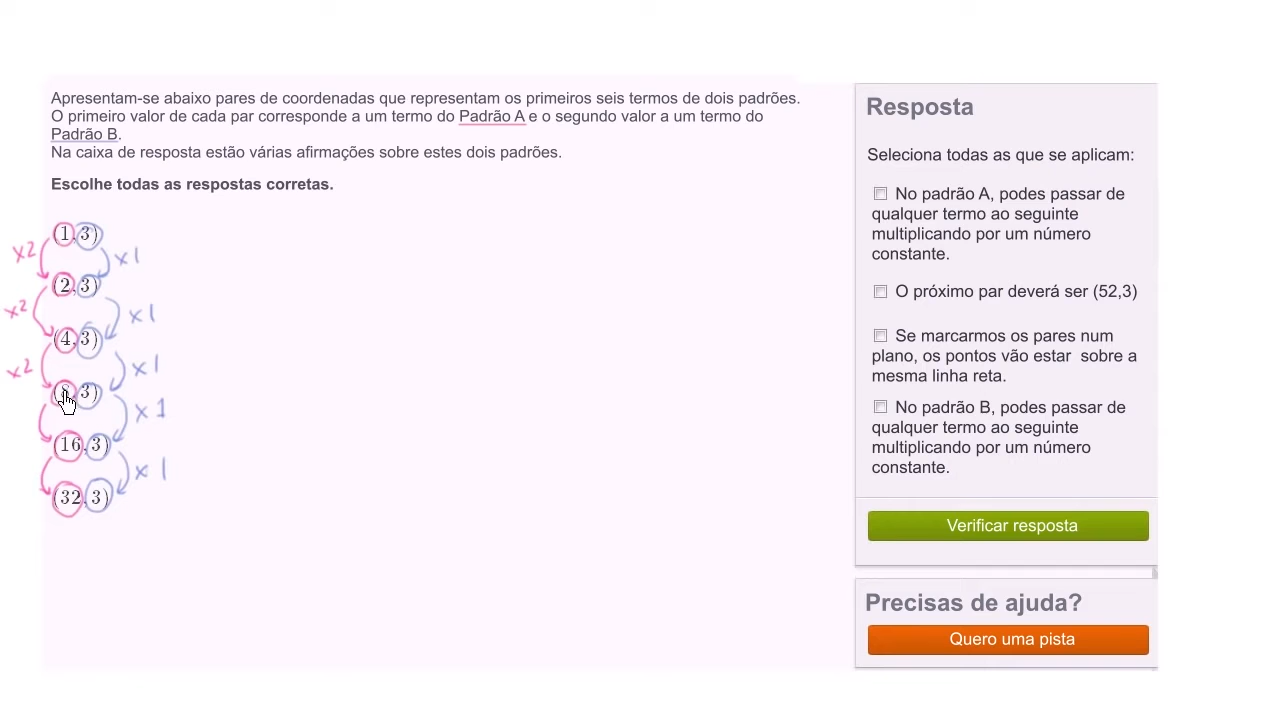 Apresentam-se abaixo pares de coordenadas que representam os primeiros seis termos de dois padrões.
O primeiro valor de cada par corresponde a um termo do Padrão A e o segundo valor a um termo do
Padrão B.
Na caixa de resposta estão várias afirmações sobre estes dois padrões.
Escolhe todas as respostas corretas.
(1, 3)
x2 x1
(2, 3)
x2 x1
(4, 3)
x2 x1
(8, 3)
x1
(16, 3)
x1
(32, 3)
Resposta
Seleciona todas as que se aplicam:
No padrão A, podes passar de
qualquer termo ao seguinte
multiplicando por um número
constante.
O próximo par deverá ser (52,3)
Se marcarmos os pares num
plano, os pontos vão estar sobre a
mesma linha reta.
No padrão B, podes passar de
qualquer termo ao seguinte
multiplicando por um número
constante.
Verificar resposta
Precisas de ajuda?
Quero uma pista